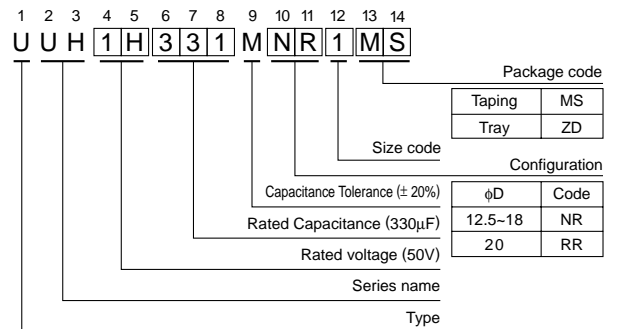 1 2 3 4 5 6 7 8 9 10 11 12 13 14
U U H 1 H 3 3 1 M N R 1 M S
Package code
Taping MS
Tray ZD
Size code
Configuration
Capacitance Tolerance (± 20%)
ϕD Code
12.5~18 NR
20 RR
Rated Capacitance (330µF)
Rated voltage (50V)
Series name
Type